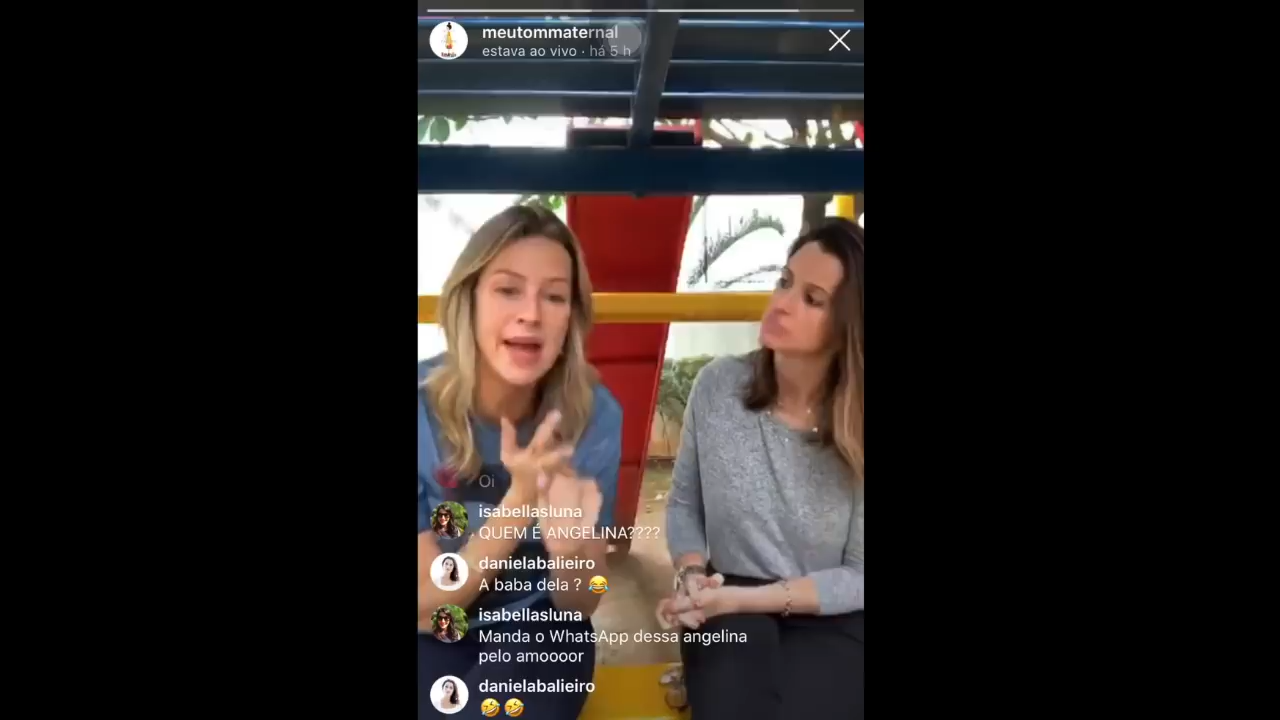 meutommaternal
estava ao vivo · há 5 h
Oi
isabellasluna
QUEM É ANGELINA????
danielabalieiro
A baba dela ? 😂
isabellasluna
Manda o WhatsApp dessa angelina
pelo amoooor
danielabalieiro
🤣🤣